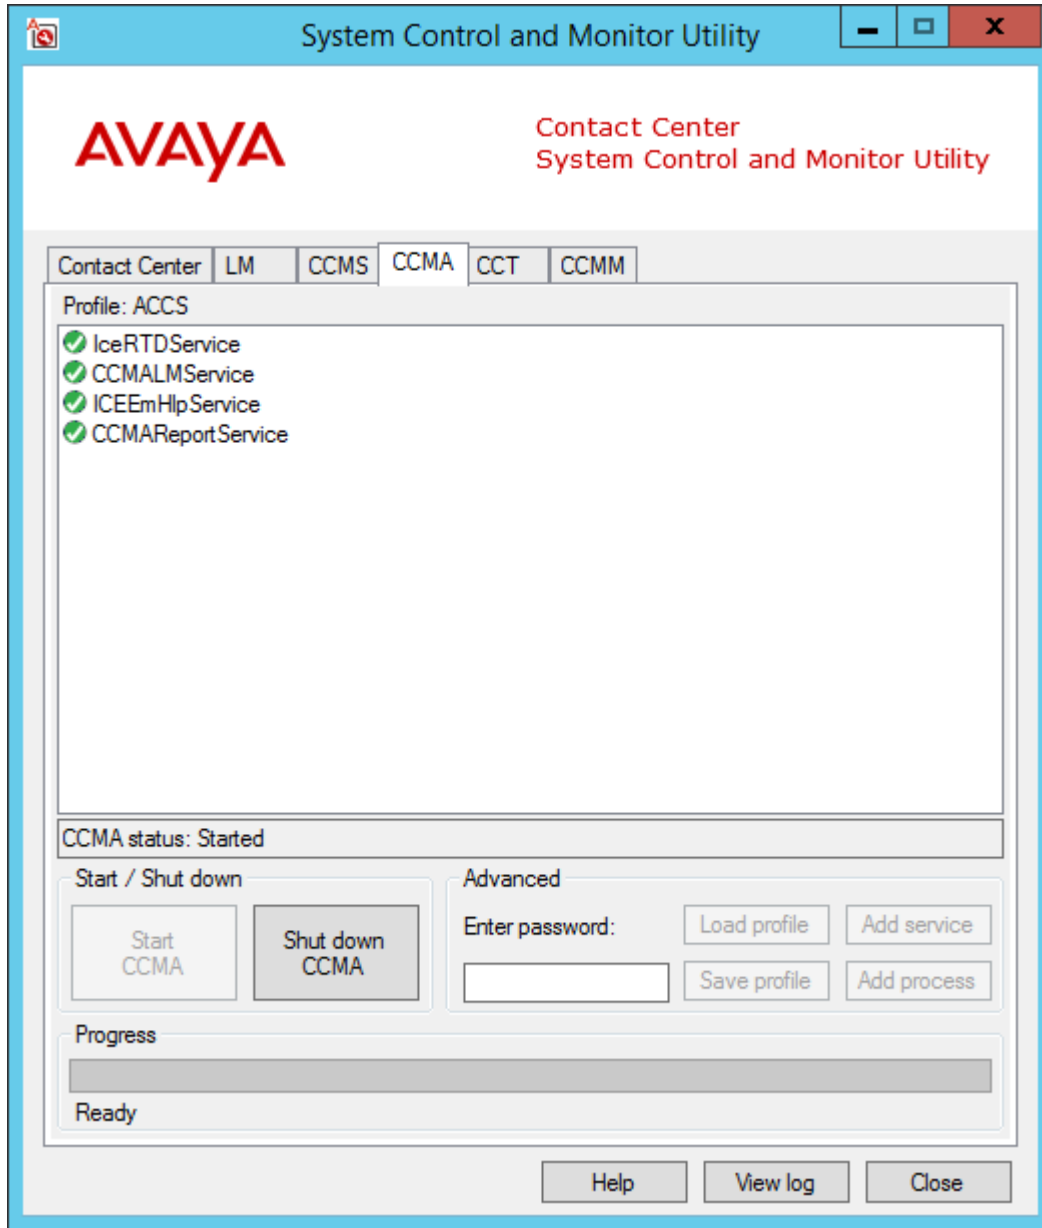 System Control and Monitor Utility
AVAYA
Contact Center
System Control and Monitor Utility
Contact Center LM CCMS CCMA CCT CCMM
Profile: ACCS
IceRTDService
CCMALMService
ICEEmHlpService
CCMAReportService
CCMA status: Started
Start / Shut down
Start
CCMA
Shut down
CCMA
Advanced
Enter password:
Load profile
Add service
Save profile
Add process
Progress
Ready
Help
View log
Close